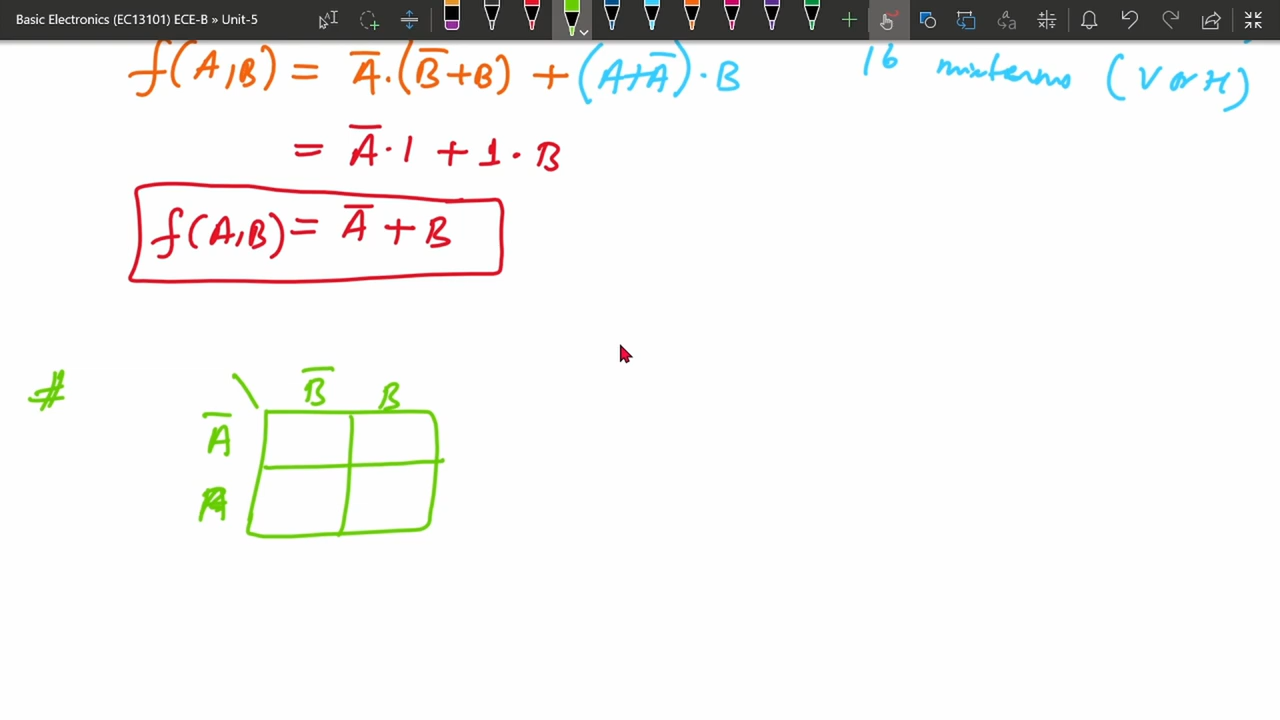 Basic Electronics (EC13101) ECE-B » Unit-5
f(A,B) = A̅·(B̅+B) + (A+A̅)·B
16 minterms (V or H)
= A̅·1 + 1·B
f(A,B) = A̅ + B
#
B̅ B
A̅
A